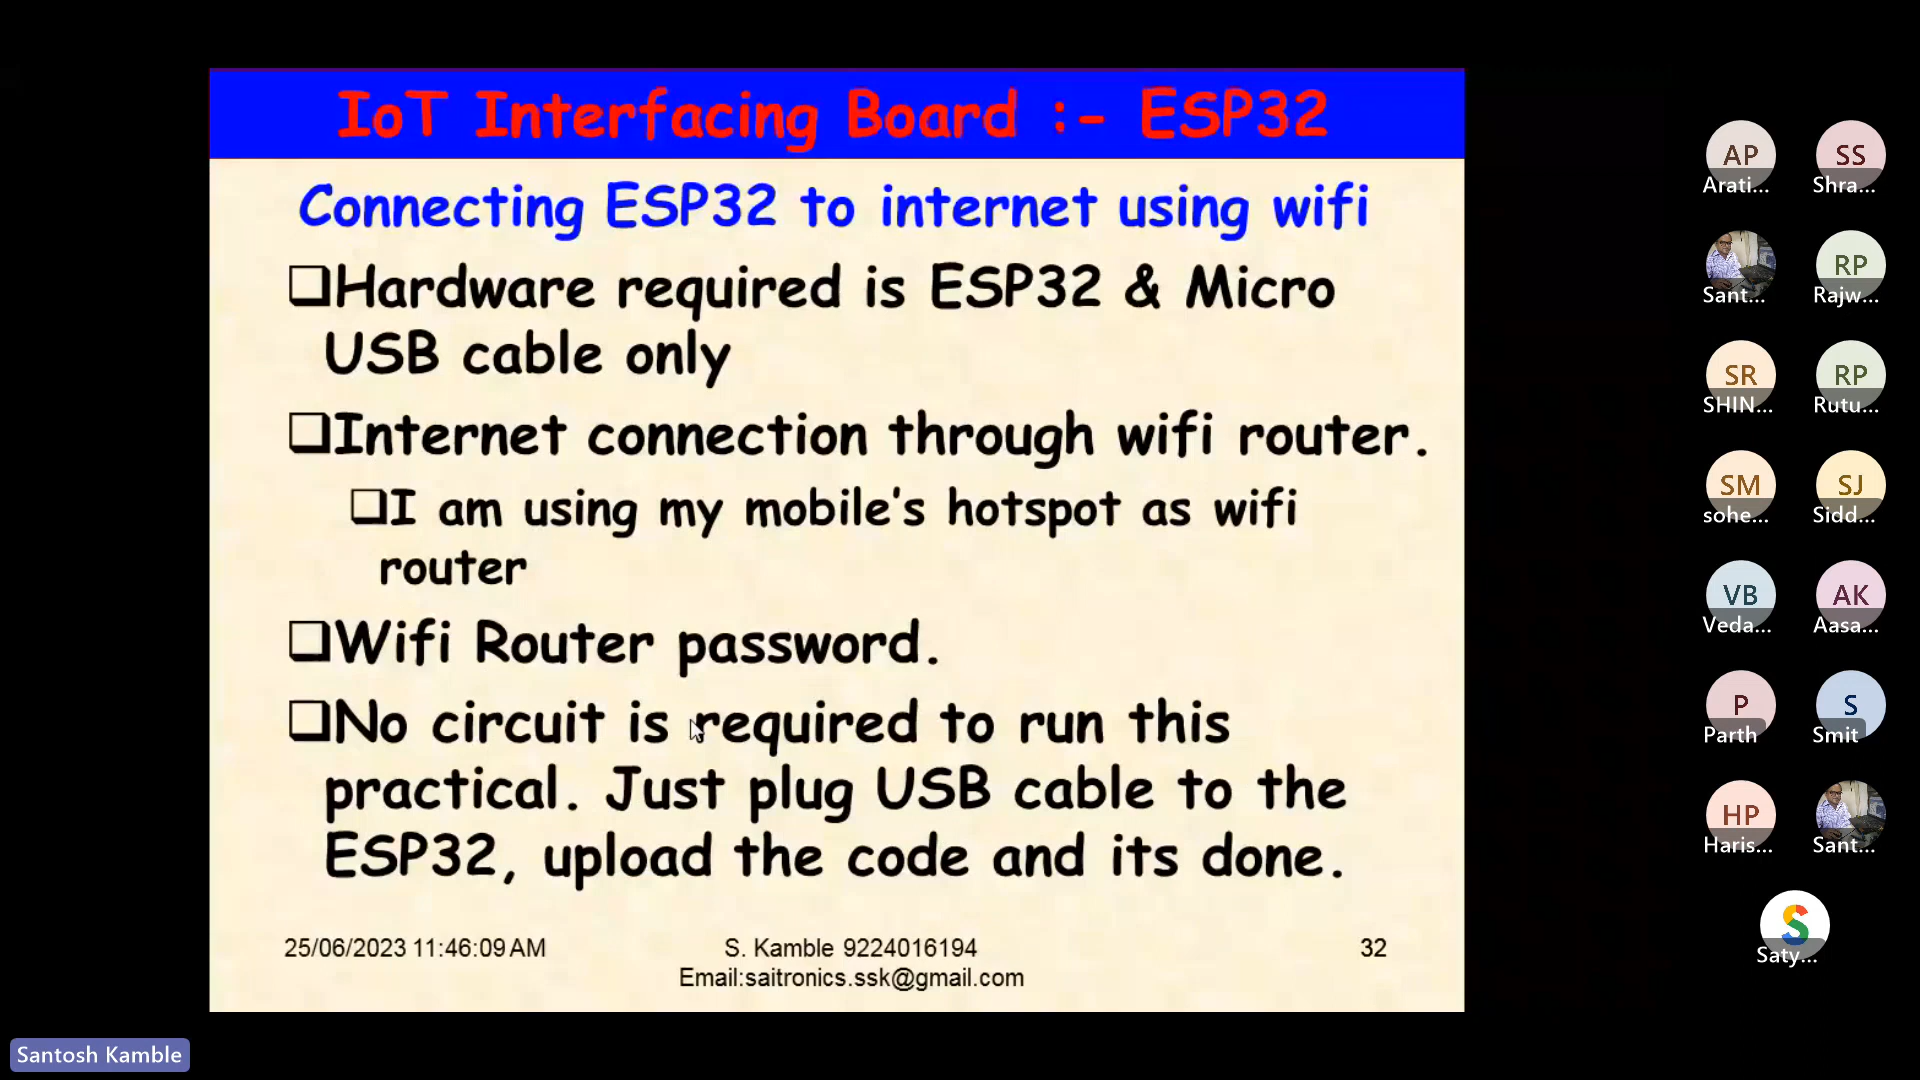 IoT Interfacing Board :- ESP32
Connecting ESP32 to internet using wifi
❑Hardware required is ESP32 & Micro
USB cable only
❑Internet connection through wifi router.
❑I am using my mobile's hotspot as wifi
router
❑Wifi Router password.
❑No circuit is required to run this
practical. Just plug USB cable to the
ESP32, upload the code and its done.
25/06/2023 11:46:09 AM
S. Kamble 9224016194
Email:saitronics.ssk@gmail.com
32
AP
Arati...
SS
Shra...
Sant...
RP
Rajw...
SR
SHIN...
RP
Rutu...
SM
sohe...
SJ
Sidd...
VB
Veda...
AK
Aasa...
P
Parth
S
Smit
HP
Haris...
Sant...
S
Saty...
Santosh Kamble